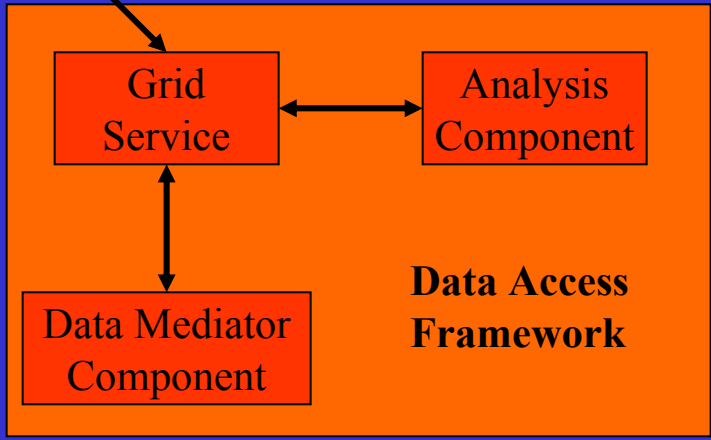 Grid
Service
Analysis
Component
Data Access
Framework
Data Mediator
Component